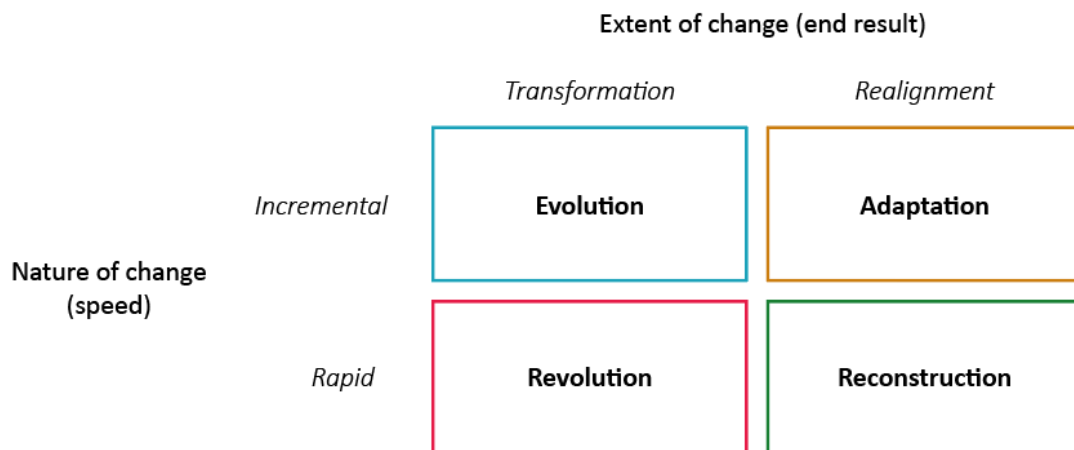 Extent of change (end result)
Transformation
Realignment
Incremental
Evolution
Adaptation
Nature of change
(speed)
Rapid
Revolution
Reconstruction